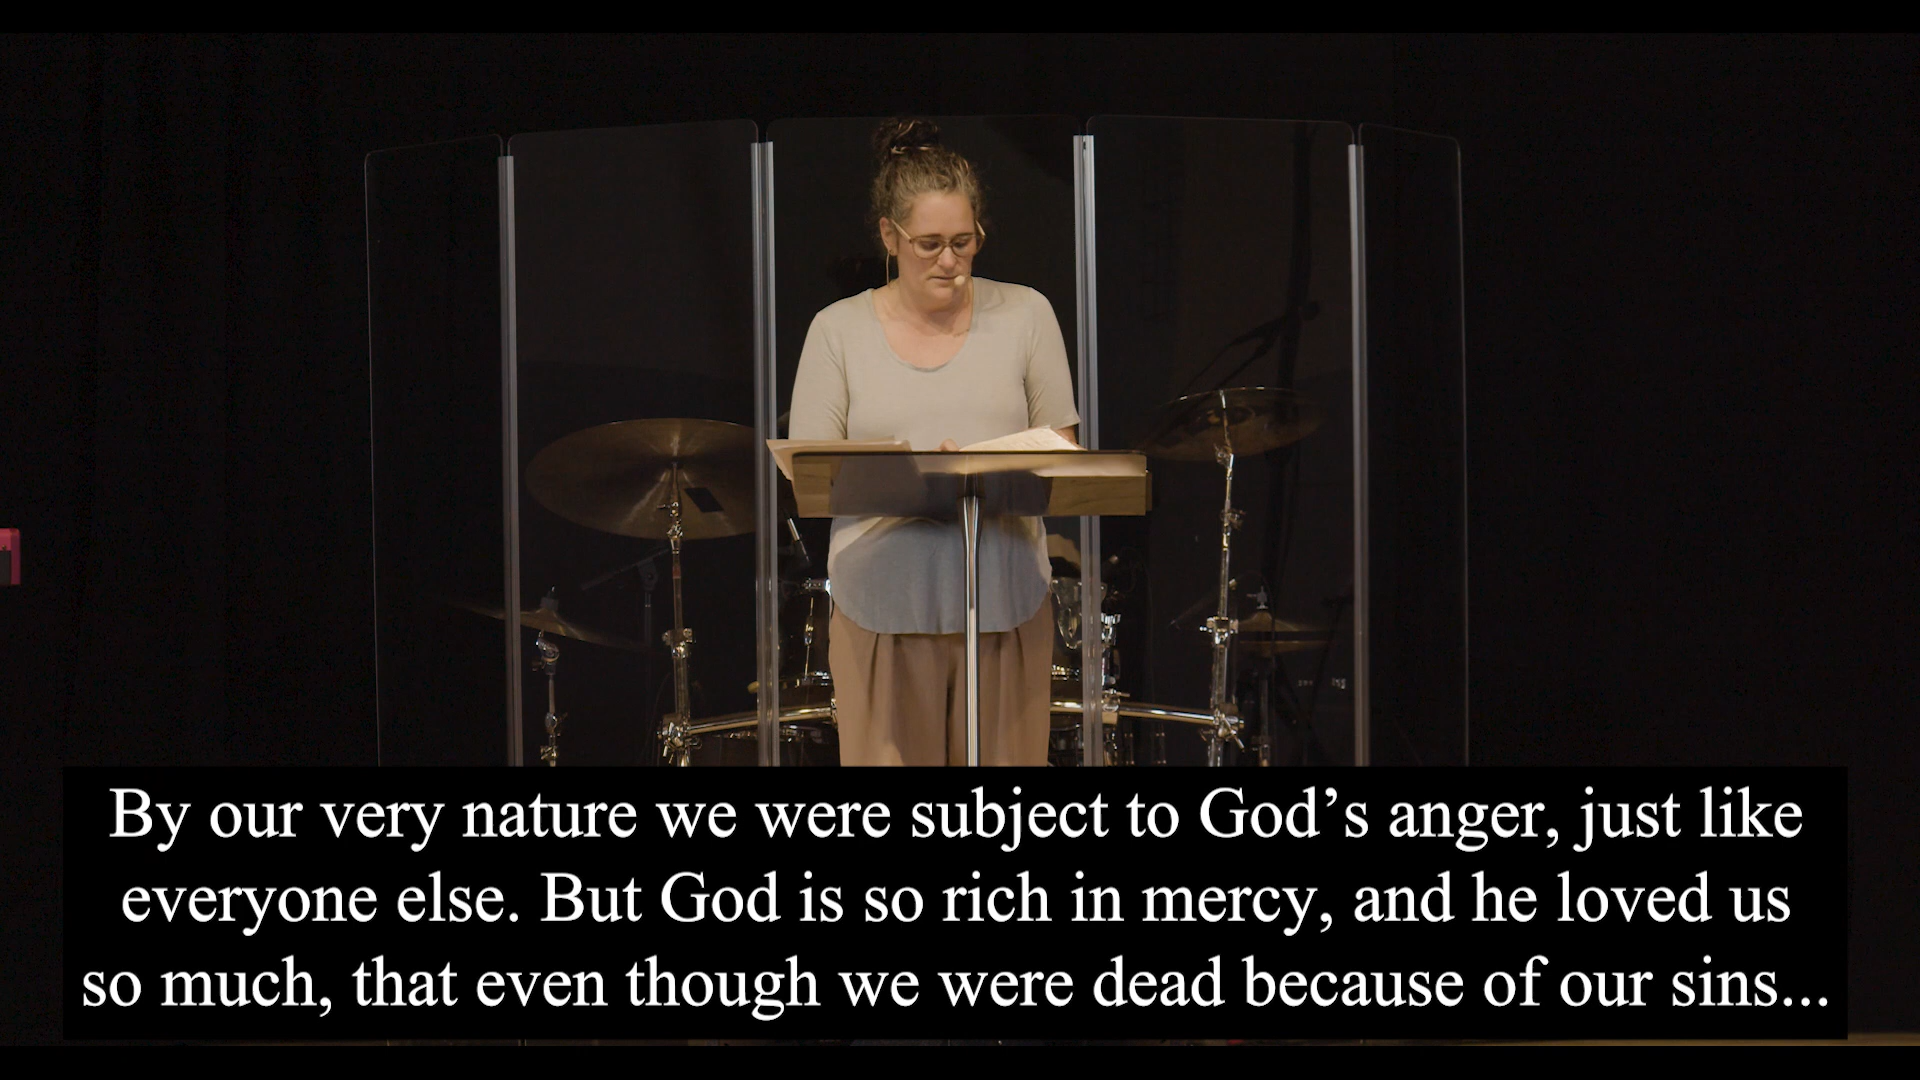 By our very nature we were subject to God’s anger, just like
everyone else. But God is so rich in mercy, and he loved us
so much, that even though we were dead because of our sins...